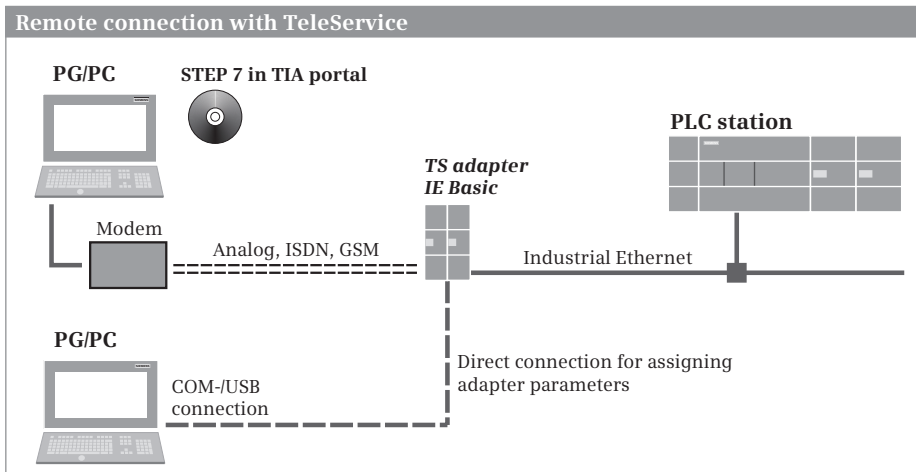 Remote connection with TeleService
PG/PC
STEP 7 in TIA portal
PLC station
TS adapter
IE Basic
Modem
Analog, ISDN, GSM
Industrial Ethernet
PG/PC
COM-/USB
connection
Direct connection for assigning
adapter parameters